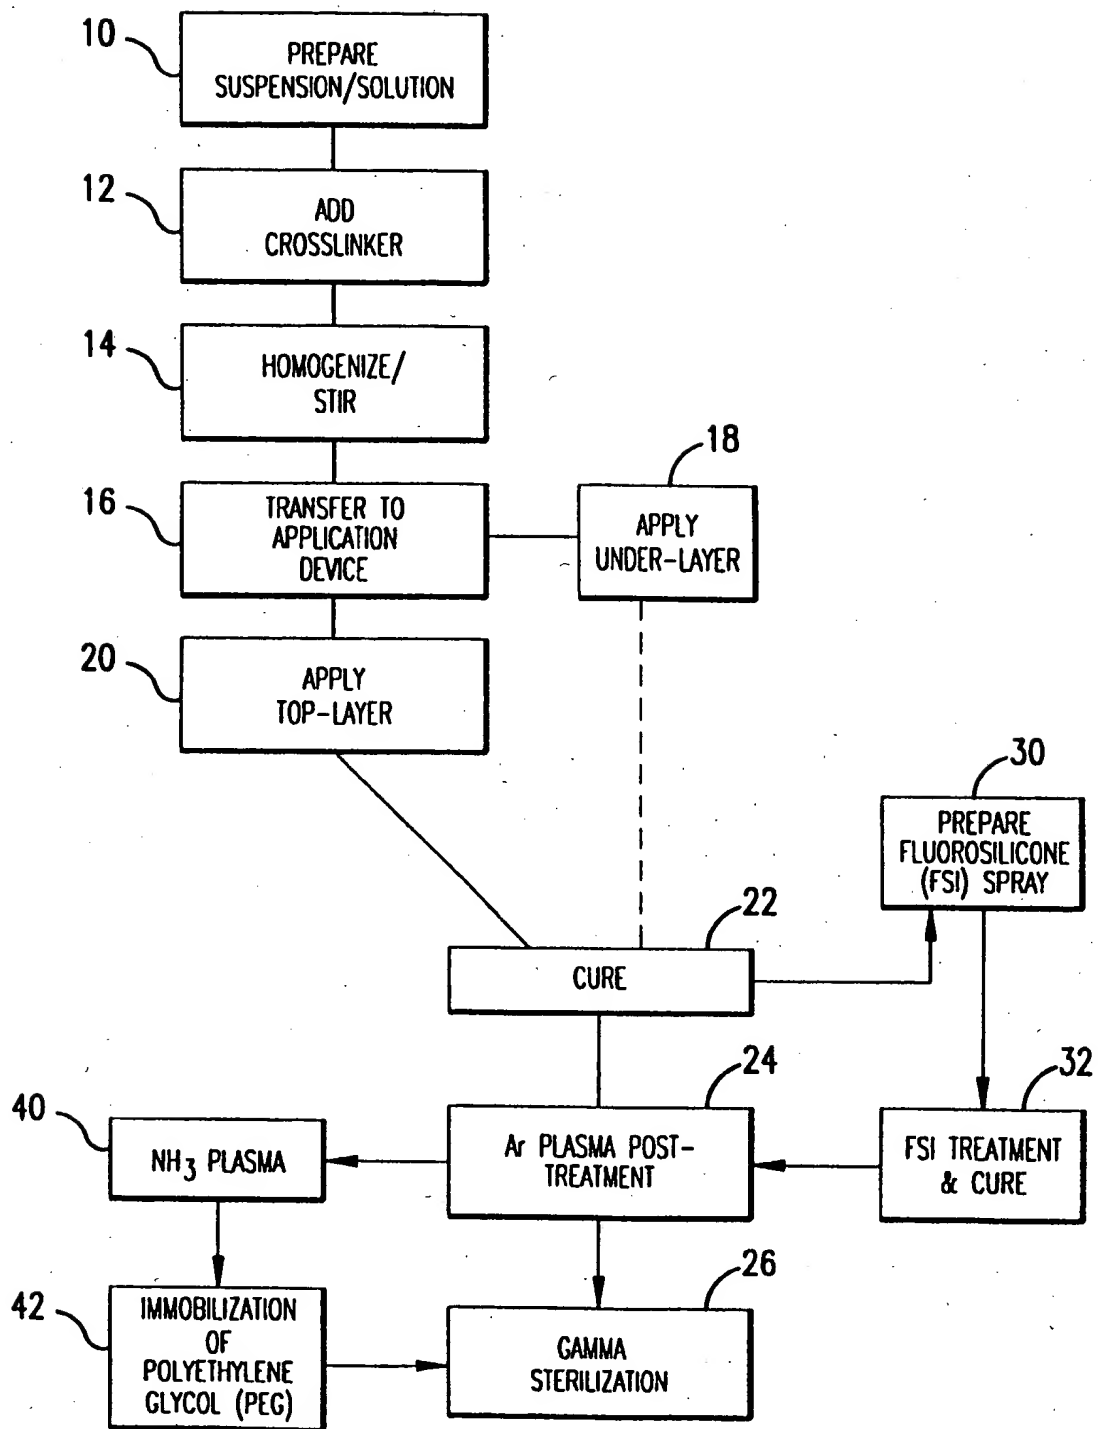 10
PREPARE
SUSPENSION/SOLUTION
12
ADD
CROSSLINKER
14
HOMOGENIZE/
STIR
16
TRANSFER TO
APPLICATION
DEVICE
18
APPLY
UNDER-LAYER
20
APPLY
TOP-LAYER
30
PREPARE
FLUOROSILICONE
(FSI) SPRAY
22
CURE
24
Ar PLASMA POST-
TREATMENT
32
FSI TREATMENT
& CURE
40
NH3 PLASMA
42
IMMOBILIZATION
OF
POLYETHYLENE
GLYCOL (PEG)
26
GAMMA
STERILIZATION